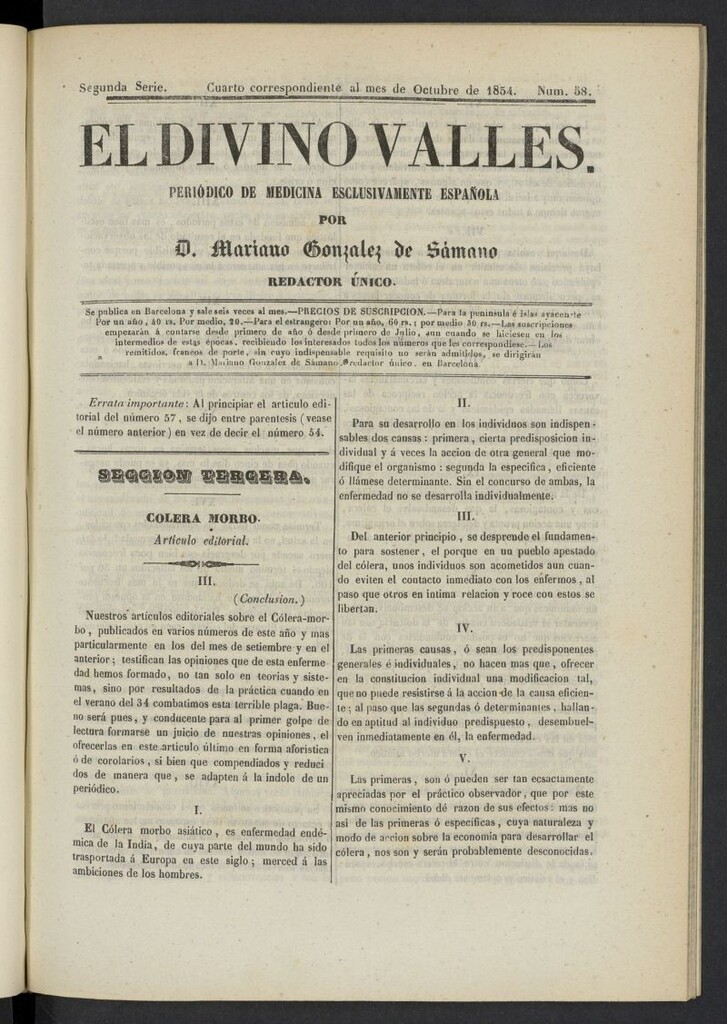 Segunda Serie. Cuarto correspondiente al mes de Octubre de 1854. Num. 58.
EL DIVINO VALLES.
PERIÓDICO DE MEDICINA ESCLUSIVAMENTE ESPAÑOLA
POR
D. Mariano Gonzalez de Sámano
REDACTOR ÚNICO.
Se publica en Barcelona y sale seis veces al mes.—PRECIOS DE SUSCRIPCION.—Para la peninsula é islas ayacente
Por un año, 40 rs. Por medio, 20.—Para el estrangero: Por un año, 60 rs.; por medio 30 rs.—Las suscripciones
empezarán á contarse desde primero de año ó desde primero de Julio, aun cuando se hiciesen en los
intermedios de estas épocas, recibiendo los interesados todos los números que les correspondiese.—Los
remitidos, francos de porte, sin cuyo indispensable requisito no serán admitidos, se dirigirán
a D. Mariano Gonzalez de Sámano, redactor único, en Barcelona.
Errata importante: Al principiar el articulo edi-
torial del número 57, se dijo entre parentesis (vease
el número anterior) en vez de decir el número 54.
SECCION TERCERA.
COLERA MORBO.
Articulo editorial.
III.
(Conclusion.)
Nuestros articulos editoriales sobre el Cólera-mor-
bo, publicados en varios números de este año y mas
particularmente en los del mes de setiembre y en el
anterior; testifican las opiniones que de esta enferme
dad hemos formado, no tan solo en teorias y siste-
mas, sino por resultados de la práctica cuando en
el verano del 34 combatimos esta terrible plaga. Bue-
no será pues, y conducente para al primer golpe de
lectura formarse un juicio de nuestras opiniones, el
ofrecerlas en este articulo último en forma aforistica
ó de corolarios, si bien que compendiados y reduci
dos de manera que, se adapten á la indole de un
periódico.
I.
El Cólera morbo asiático, es enfermedad endé-
mica de la India, de cuya parte del mundo ha sido
trasportada á Europa en este siglo; merced á las
ambiciones de los hombres.
II.
Para su desarrollo en los individuos son indispen-
sables dos causas: primera, cierta predisposicion in-
dividual y á veces la accion de otra general que mo-
difique el organismo: segunda la especifica, eficiente
ó llámese determinante. Sin el concurso de ambas, la
enfermedad no se desarrolla individualmente.
III.
Del anterior principio, se desprende el fundamen-
to para sostener, el porque en un pueblo apestado
del cólera, unos individuos son acometidos aun cuan-
do eviten el contacto inmediato con los enfermos, al
paso que otros en intima relacion y roce con estos se
libertan.
IV.
Las primeras causas, ó sean los predisponentes
generales é individuales, no hacen mas que, ofrecer
en la constitucion individual una modificacion tal,
que no puede resistirse á la accion de la causa eficien-
te; al paso que las segundas ó determinantes, hallan-
do en aptitud al individuo predispuesto, desembuel-
ven inmediatamente en él, la enfermedad.
V.
Las primeras, son ó pueden ser tan ecsactamente
apreciadas por el práctico observador, que por este
mismo conocimiento dé razon de sus efectos: mas no
asi de las primeras ó especificas, cuya naturaleza y
modo de accion sobre la economia para desarrollar el
cólera, nos son y serán probablemente desconocidas.